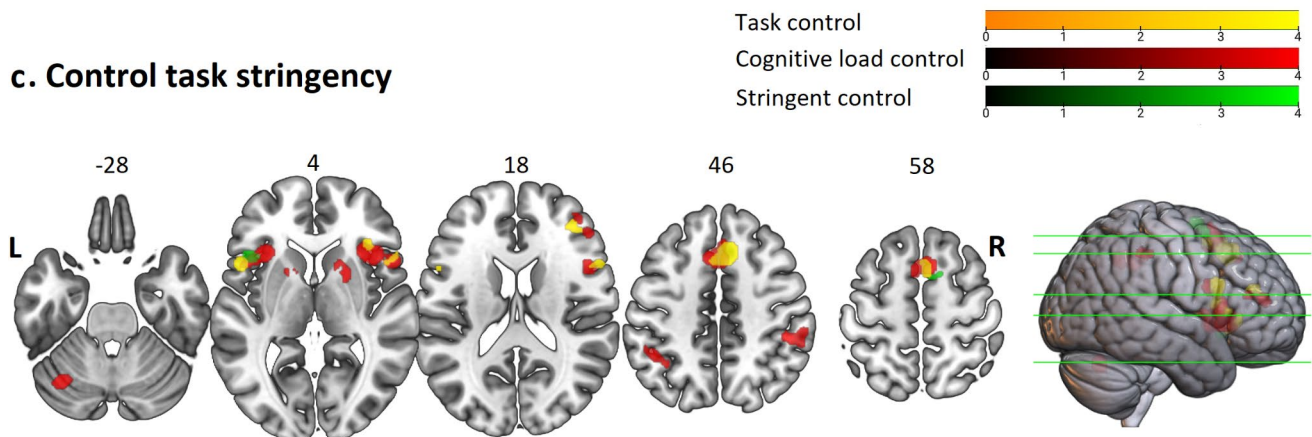 Task control
0 1 2 3 4
Cognitive load control
0 1 2 3 4
Stringent control
0 1 2 3 4
c. Control task stringency
-28 4 18 46 58
L R